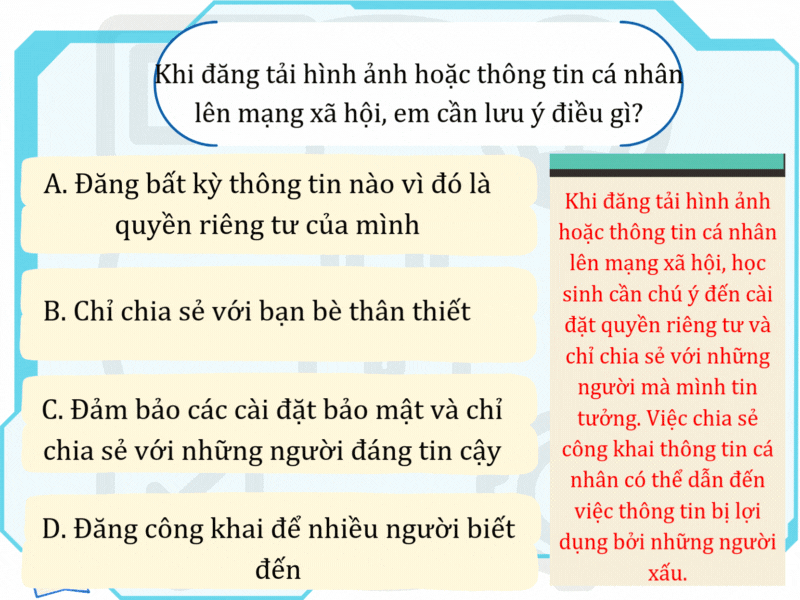 Khi đăng tải hình ảnh hoặc thông tin cá nhân
lên mạng xã hội, em cần lưu ý điều gì?
A. Đăng bất kỳ thông tin nào vì đó là
quyền riêng tư của mình
B. Chỉ chia sẻ với bạn bè thân thiết
C. Đảm bảo các cài đặt bảo mật và chỉ
chia sẻ với những người đáng tin cậy
D. Đăng công khai để nhiều người biết
đến
Khi đăng tải hình ảnh
hoặc thông tin cá nhân
lên mạng xã hội, học
sinh cần chú ý đến cài
đặt quyền riêng tư và
chỉ chia sẻ với những
người mà mình tin
tưởng. Việc chia sẻ
công khai thông tin cá
nhân có thể dẫn đến
việc thông tin bị lợi
dụng bởi những người
xấu.